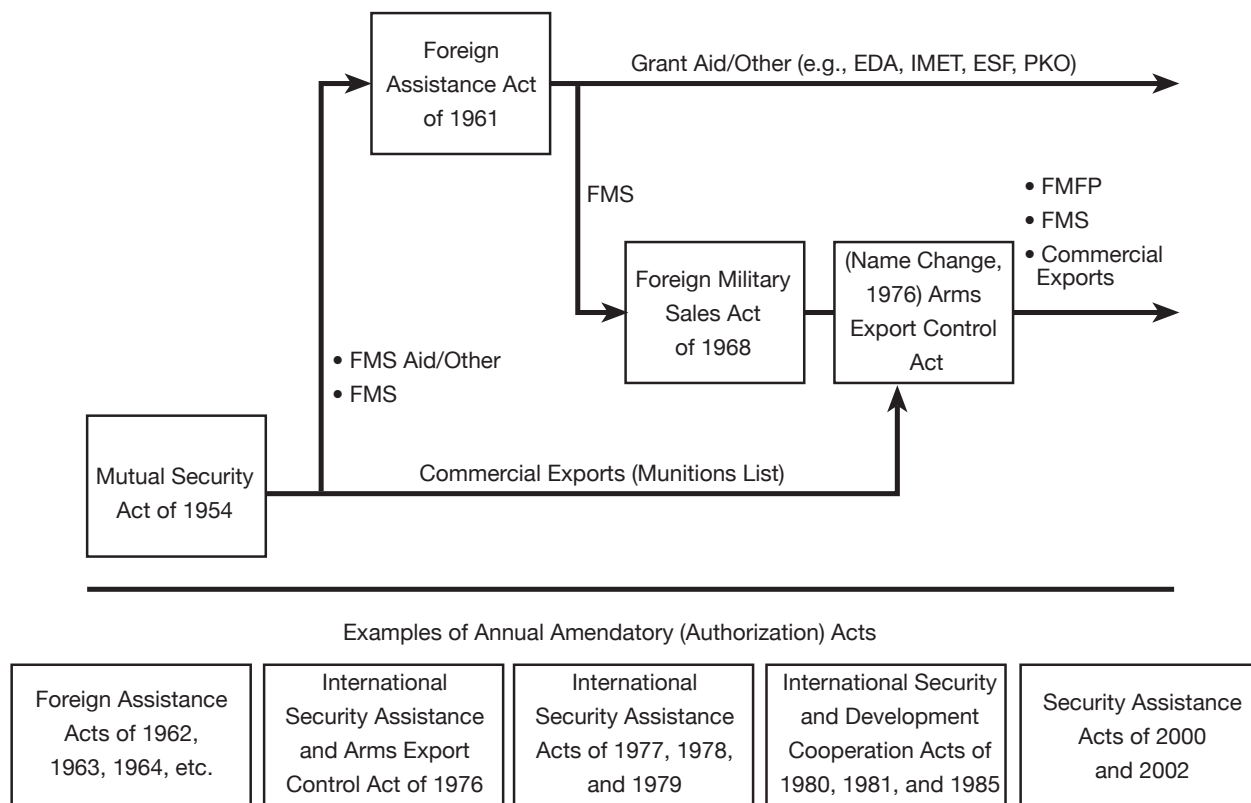 Foreign
Assistance Act
of 1961
Grant Aid/Other (e.g., EDA, IMET, ESF, PKO)
FMS
• FMFP
• FMS
• Commercial
Exports
Foreign Military
Sales Act
of 1968
(Name Change,
1976) Arms
Export Control
Act
• FMS Aid/Other
• FMS
Mutual Security
Act of 1954
Commercial Exports (Munitions List)
Examples of Annual Amendatory (Authorization) Acts
Foreign Assistance
Acts of 1962,
1963, 1964, etc.
International
Security Assistance
and Arms Export
Control Act of 1976
International
Security Assistance
Acts of 1977, 1978,
and 1979
International Security
and Development
Cooperation Acts of
1980, 1981, and 1985
Security Assistance
Acts of 2000
and 2002